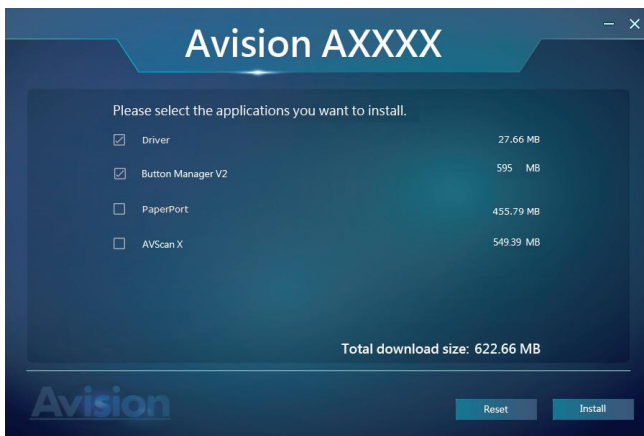 Avision AXXXX
Please select the applications you want to install.
Driver 27.66 MB
Button Manager V2 595 MB
PaperPort 455.79 MB
AVScan X 549.39 MB
Total download size: 622.66 MB
Avision
Reset Install